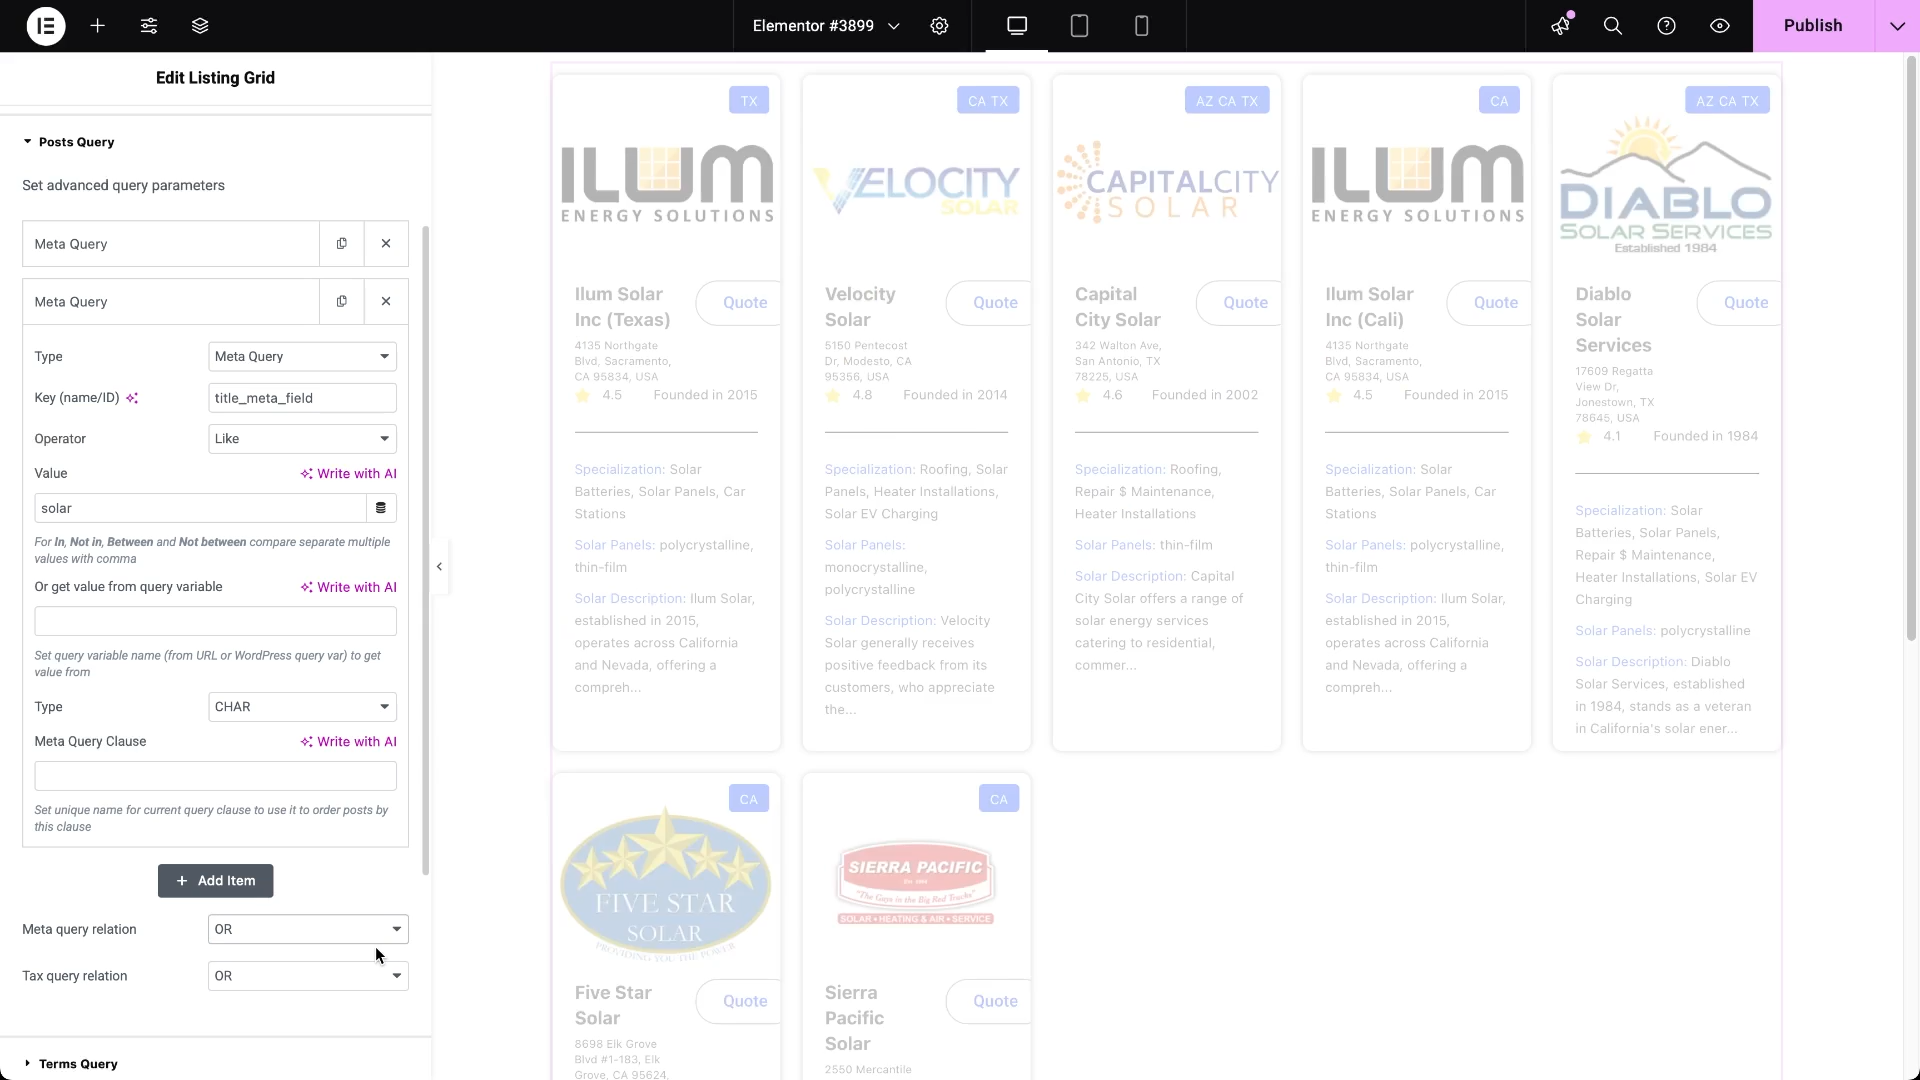 Elementor #3899
Publish
Edit Listing Grid
Posts Query
Set advanced query parameters
Meta Query
Meta Query
Type
Meta Query
Key (name/ID)
title_meta_field
Operator
Like
Value
Write with AI
solar
For In, Not in, Between and Not between compare separate multiple
values with comma
Or get value from query variable
Write with AI
Set query variable name (from URL or WordPress query var) to get
value from
Type
CHAR
Meta Query Clause
Write with AI
Set unique name for current query clause to use it to order posts by
this clause
+ Add Item
Meta query relation
OR
Tax query relation
OR
Terms Query
TX
ILUM
ENERGY SOLUTIONS
Ilum Solar
Inc (Texas)
Quote
4135 Northgate
Blvd, Sacramento,
CA 95834, USA
4.5
Founded in 2015
Specialization: Solar
Batteries, Solar Panels, Car
Stations
Solar Panels: polycrystalline,
thin-film
Solar Description: Ilum Solar,
established in 2015,
operates across California
and Nevada, offering a
compreh...
CA TX
VELOCITY
SOLAR
Velocity
Solar
Quote
5150 Pentecost
Dr, Modesto, CA
95356, USA
4.8
Founded in 2014
Specialization: Roofing, Solar
Panels, Heater Installations,
Solar EV Charging
Solar Panels:
monocrystalline,
polycrystalline
Solar Description: Velocity
Solar generally receives
positive feedback from its
customers, who appreciate
the...
AZ CA TX
CAPITALCITY
SOLAR
Capital
City Solar
Quote
342 Walton Ave,
San Antonio, TX
78225, USA
4.6
Founded in 2002
Specialization: Roofing,
Repair $ Maintenance,
Heater Installations
Solar Panels: thin-film
Solar Description: Capital
City Solar offers a range of
solar energy services
catering to residential,
commer...
CA
ILUM
ENERGY SOLUTIONS
Ilum Solar
Inc (Cali)
Quote
4135 Northgate
Blvd, Sacramento,
CA 95834, USA
4.5
Founded in 2015
Specialization: Solar
Batteries, Solar Panels, Car
Stations
Solar Panels: polycrystalline,
thin-film
Solar Description: Ilum Solar,
established in 2015,
operates across California
and Nevada, offering a
compreh...
AZ CA TX
DIABLO
SOLAR SERVICES
Established 1984
Diablo
Solar
Services
Quote
17609 Regatta
View Dr,
Jonestown, TX
78645, USA
4.1
Founded in 1984
Specialization: Solar
Batteries, Solar Panels,
Repair $ Maintenance,
Heater Installations, Solar EV
Charging
Solar Panels: polycrystalline
Solar Description: Diablo
Solar Services, established
in 1984, stands as a veteran
in California's solar ener...
CA
FIVE STAR
SOLAR
PROVIDING YOU THE POWER
Five Star
Solar
Quote
8698 Elk Grove
Blvd #1-183, Elk
Grove, CA 95624,
CA
SIERRA PACIFIC
"The Guys in the Big Red Trucks"
SOLAR • HEATING & AIR • SERVICE
Sierra
Pacific
Solar
Quote
2550 Mercantile